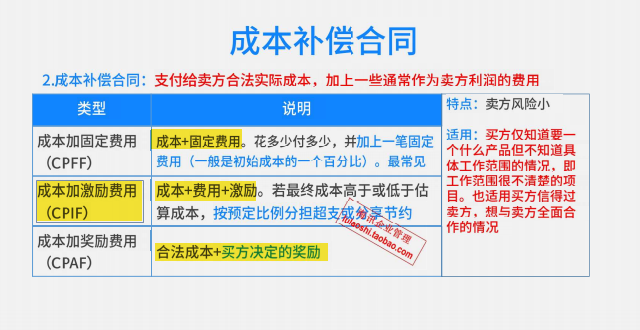 成本补偿合同
2.成本补偿合同：支付给卖方合法实际成本，加上一些通常作为卖方利润的费用
类型
说明
成本加固定费用
（CPFF）
成本+固定费用。花多少付多少，并加上一笔固定
费用（一般是初始成本的一个百分比）。最常见
成本加激励费用
（CPIF）
成本+费用+激励。若最终成本高于或低于估
算成本，按预定比例分担超支或分享节约
成本加奖励费用
（CPAF）
合法成本+买方决定的奖励
特点：卖方风险小
适用：买方仅知道要一
个什么产品但不知道具
体工作范围的情况，即
工作范围很不清楚的项
目。也适用买方信得过
卖方，想与卖方全面合
作的情况
企业管理
.taobao.com